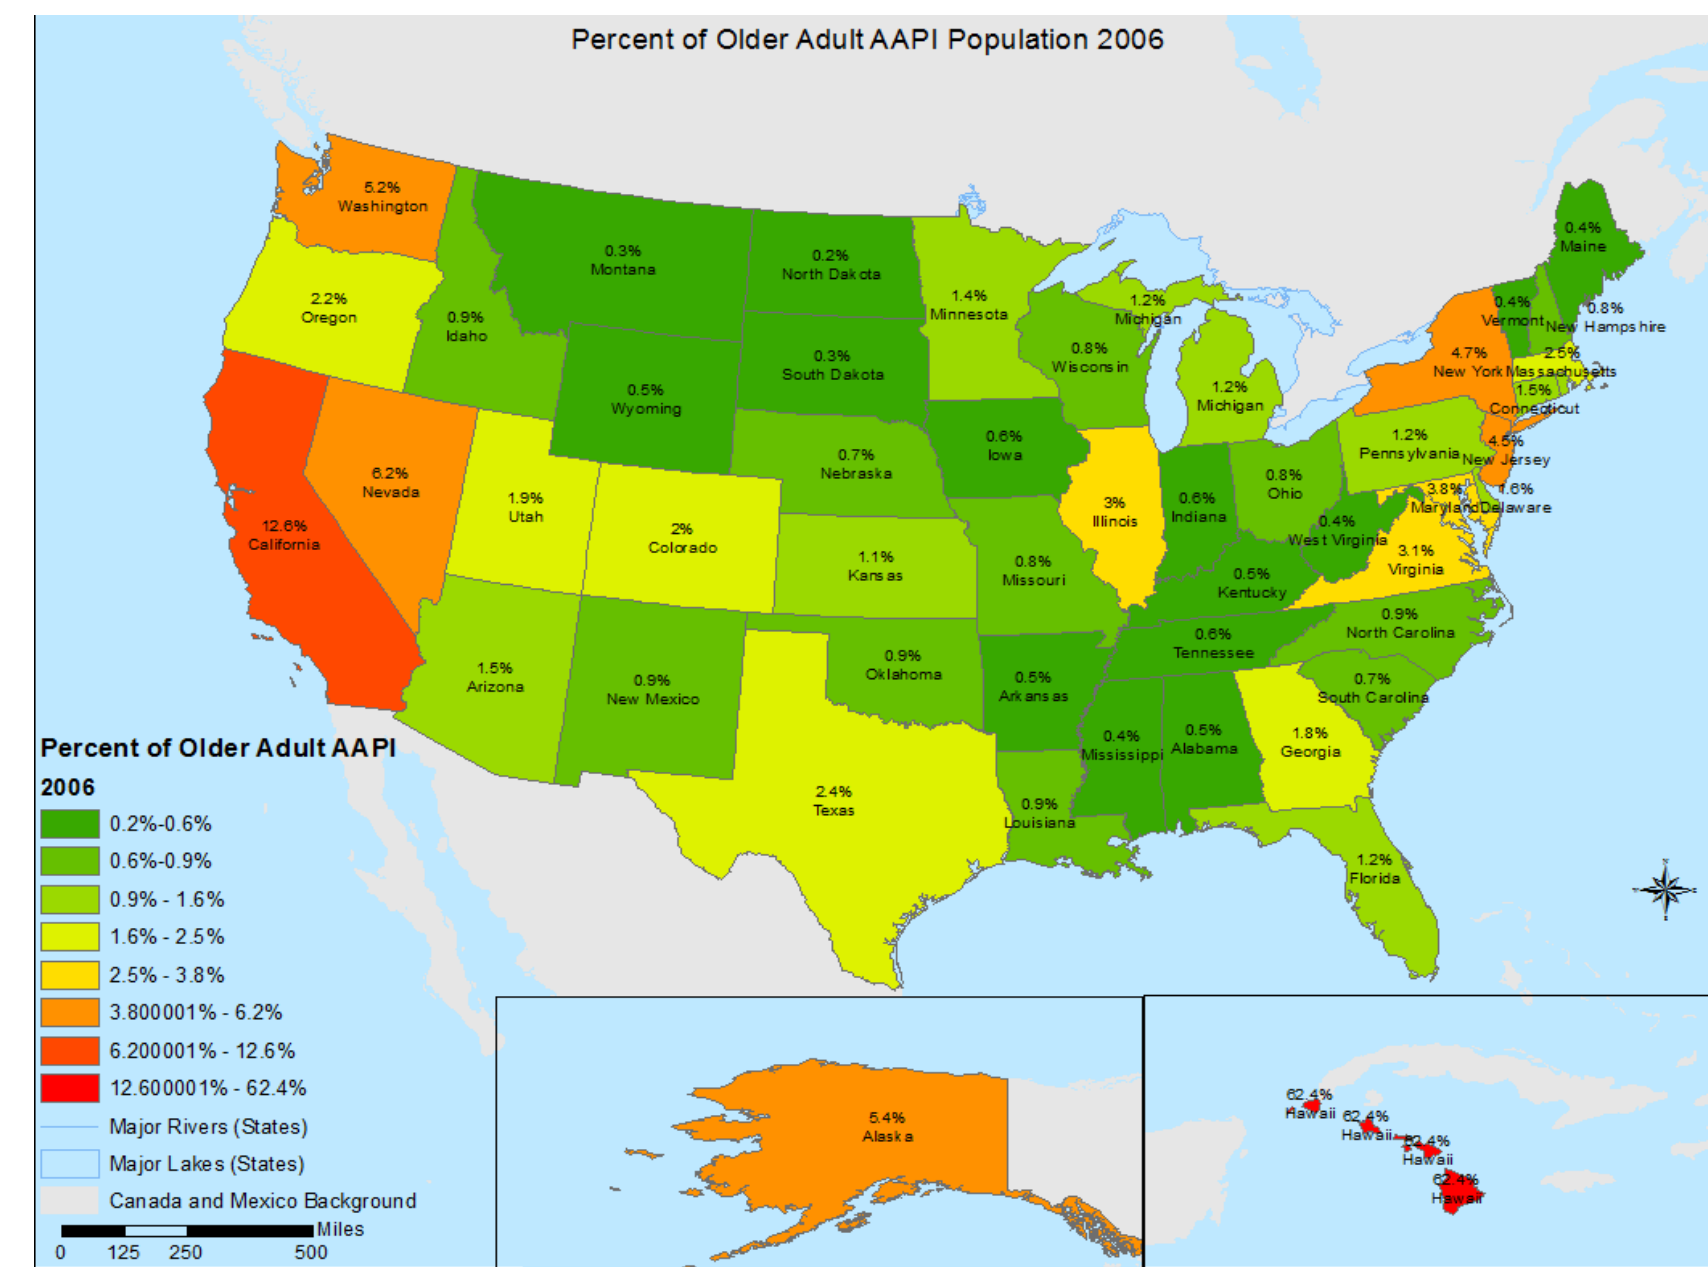 Percent of Older Adult AAPI Population 2006
5.2%
Washington
0.3%
Montana
0.2%
North Dakota
1.4%
Minnesota
1.2%
Michigan
0.4%
Maine
0.4%
Vermont
0.8%
New Hampshire
2.2%
Oregon
0.9%
Idaho
0.5%
Wyoming
0.3%
South Dakota
0.8%
Wisconsin
1.2%
Michigan
4.7%
New York
2.5%
Massachusetts
1.5%
Connecticut
12.6%
California
6.2%
Nevada
1.9%
Utah
2%
Colorado
0.7%
Nebraska
0.6%
Iowa
3%
Illinois
0.6%
Indiana
0.8%
Ohio
1.2%
Pennsylvania
4.5%
New Jersey
3.8%
Maryland
1.6%
Delaware
0.4%
West Virginia
3.1%
Virginia
1.1%
Kansas
0.8%
Missouri
0.5%
Kentucky
0.9%
North Carolina
1.5%
Arizona
0.9%
New Mexico
0.9%
Oklahoma
0.5%
Arkansas
0.6%
Tennessee
0.7%
South Carolina
2.4%
Texas
0.9%
Louisiana
0.4%
Mississippi
0.5%
Alabama
1.8%
Georgia
1.2%
Florida
Percent of Older Adult AAPI
2006
0.2%-0.6%
0.6%-0.9%
0.9% - 1.6%
1.6% - 2.5%
2.5% - 3.8%
3.800001% - 6.2%
6.200001% - 12.6%
12.600001% - 62.4%
Major Rivers (States)
Major Lakes (States)
Canada and Mexico Background
Miles
0 125 250 500
5.4%
Alaska
62.4%
Hawaii
62.4%
Hawaii
62.4%
Hawaii
62.4%
Hawaii